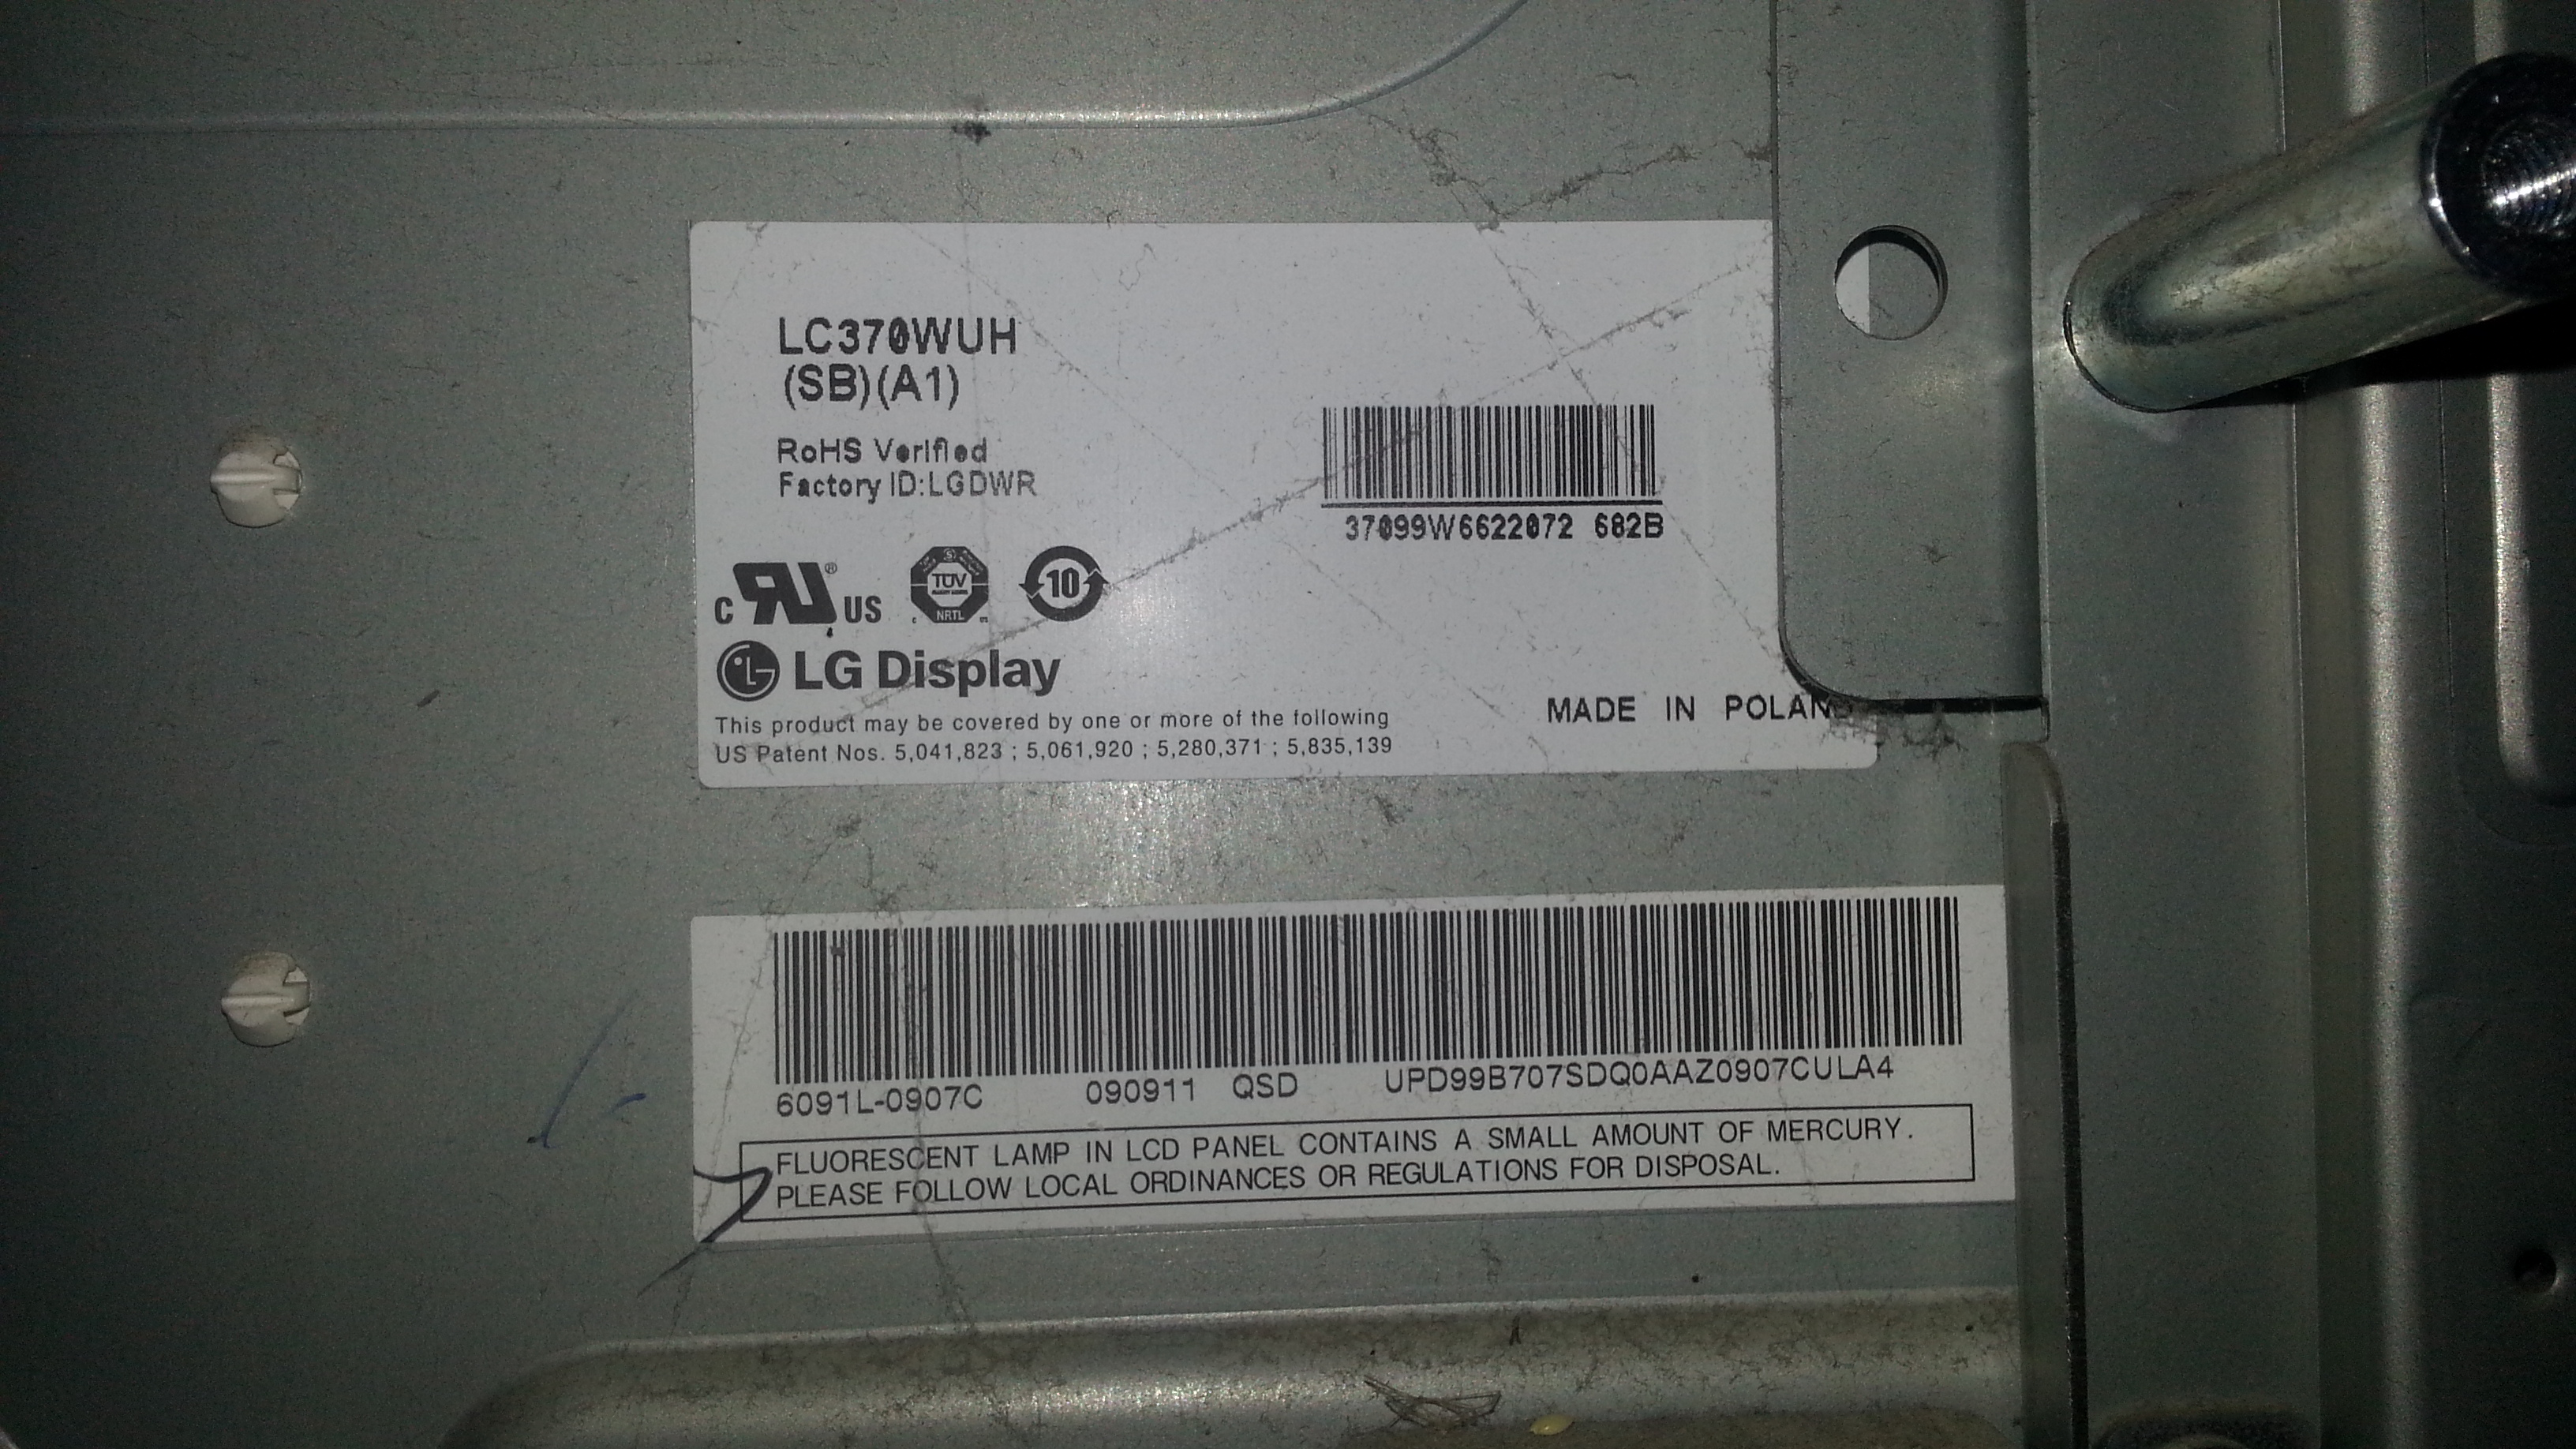 LC370WUH
(SB)(A1)
RoHS Verified
Factory ID:LGDWR
37099W6622072 682B
C RU ® US
TÜV
NRTL
10
LG Display
MADE IN POLAND
This product may be covered by one or more of the following
US Patent Nos. 5,041,823 ; 5,061,920 ; 5,280,371 ; 5,835,139
6091L-0907C 090911 QSD UPD99B707SDQ0AAZ0907CULA4
FLUORESCENT LAMP IN LCD PANEL CONTAINS A SMALL AMOUNT OF MERCURY.
PLEASE FOLLOW LOCAL ORDINANCES OR REGULATIONS FOR DISPOSAL.